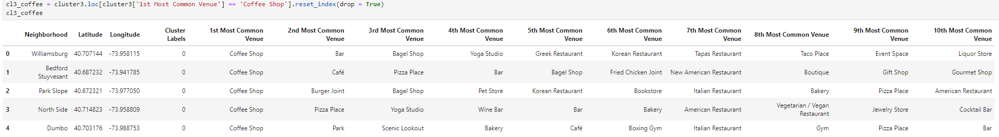 cl3_coffee = cluster3.loc[cluster3['1st Most Common Venue'] == 'Coffee Shop'].reset_index(drop = True)
cl3_coffee
Neighborhood Latitude Longitude Cluster Labels 1st Most Common Venue 2nd Most Common Venue 3rd Most Common Venue 4th Most Common Venue 5th Most Common Venue 6th Most Common Venue 7th Most Common Venue 8th Most Common Venue 9th Most Common Venue 10th Most Common Venue
0 Williamsburg 40.707144 -73.958115 0 Coffee Shop Bar Bagel Shop Yoga Studio Greek Restaurant Korean Restaurant Tapas Restaurant Taco Place Event Space Liquor Store
1 Bedford Stuyvesant 40.687232 -73.941785 0 Coffee Shop Café Pizza Place Bar Bagel Shop Fried Chicken Joint New American Restaurant Boutique Gift Shop Gourmet Shop
2 Park Slope 40.672321 -73.977050 0 Coffee Shop Burger Joint Bagel Shop Pet Store Korean Restaurant Bookstore Italian Restaurant Bakery Pizza Place American Restaurant
3 North Side 40.714823 -73.958809 0 Coffee Shop Pizza Place Yoga Studio Wine Bar Bar Bakery American Restaurant Vegetarian / Vegan Restaurant Jewelry Store Cocktail Bar
4 Dumbo 40.703176 -73.988753 0 Coffee Shop Park Scenic Lookout Bakery Café Boxing Gym Italian Restaurant Gym Pizza Place Bar